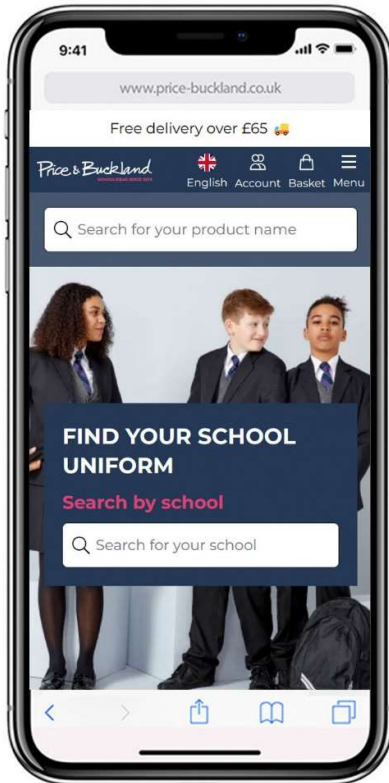 9:41
www.price-buckland.co.uk
Free delivery over £65
Price & Buckland
English Account Basket Menu
Search for your product name
FIND YOUR SCHOOL
UNIFORM
Search by school
Search for your school